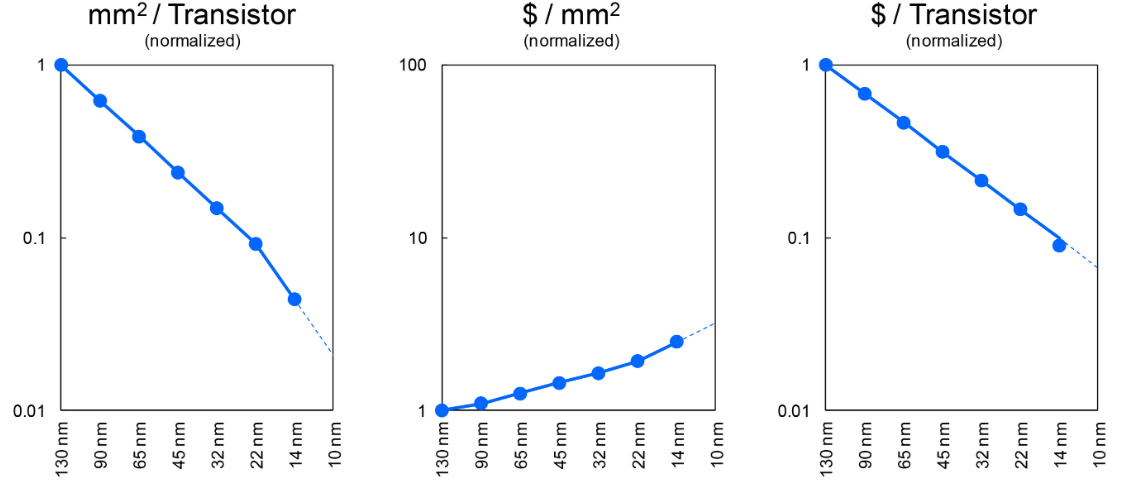 mm² / Transistor
(normalized)
1
0.1
0.01
130 nm
90 nm
65 nm
45 nm
32 nm
22 nm
14 nm
10 nm
$ / mm²
(normalized)
100
10
1
130 nm
90 nm
65 nm
45 nm
32 nm
22 nm
14 nm
10 nm
$ / Transistor
(normalized)
1
0.1
0.01
130 nm
90 nm
65 nm
45 nm
32 nm
22 nm
14 nm
10 nm